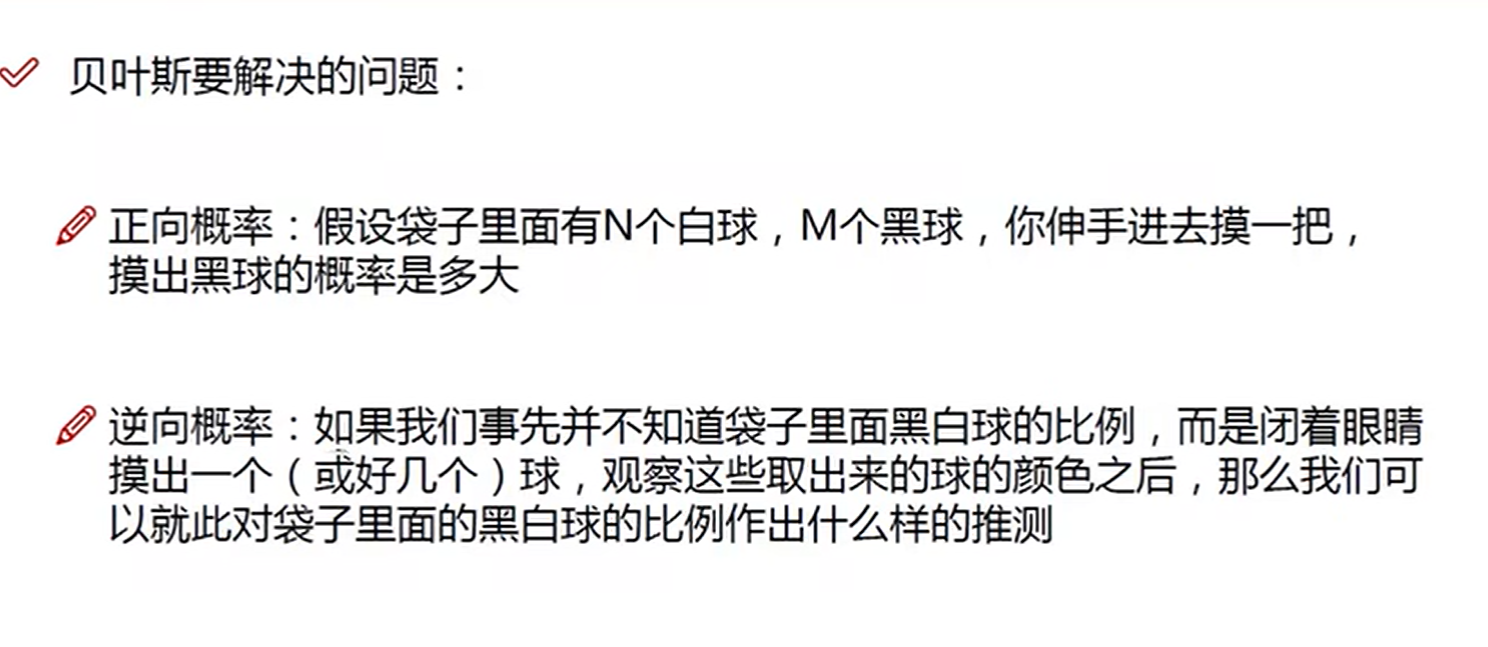 贝叶斯要解决的问题：
正向概率：假设袋子里面有N个白球，M个黑球，你伸手进去摸一把，
摸出黑球的概率是多大
逆向概率：如果我们事先并不知道袋子里面黑白球的比例，而是闭着眼睛
摸出一个（或好几个）球，观察这些取出来的球的颜色之后，那么我们可
以就此对袋子里面的黑白球的比例作出什么样的推测